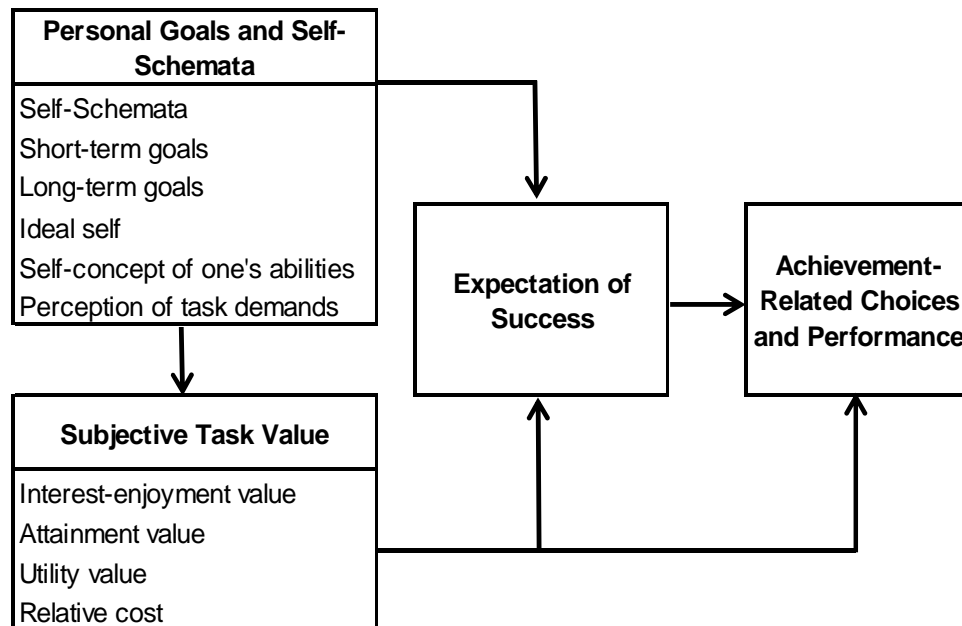 Personal Goals and Self-
Schemata
Self-Schemata
Short-term goals
Long-term goals
Ideal self
Self-concept of one's abilities
Perception of task demands
Expectation of
Success
Achievement-
Related Choices
and Performance
Subjective Task Value
Interest-enjoyment value
Attainment value
Utility value
Relative cost